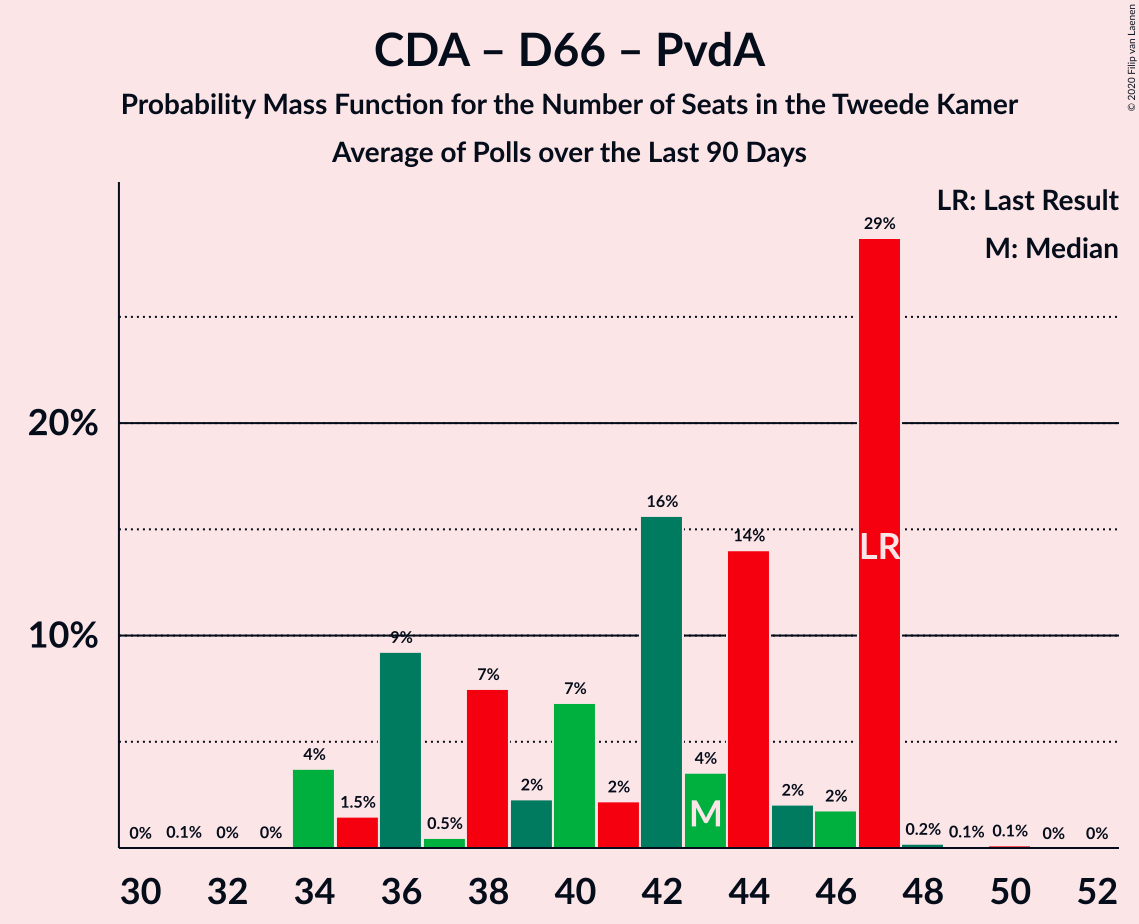 CDA – D66 – PvdA
Probability Mass Function for the Number of Seats in the Tweede Kamer
Average of Polls over the Last 90 Days
© 2020 Filip van Laenen
LR: Last Result
M: Median
20%
10%
0%
0.1%
0%
0%
4%
1.5%
9%
0.5%
7%
2%
7%
2%
16%
4%
14%
2%
2%
29%
0.2%
0.1%
0.1%
0%
0%
M
LR
30 32 34 36 38 40 42 44 46 48 50 52